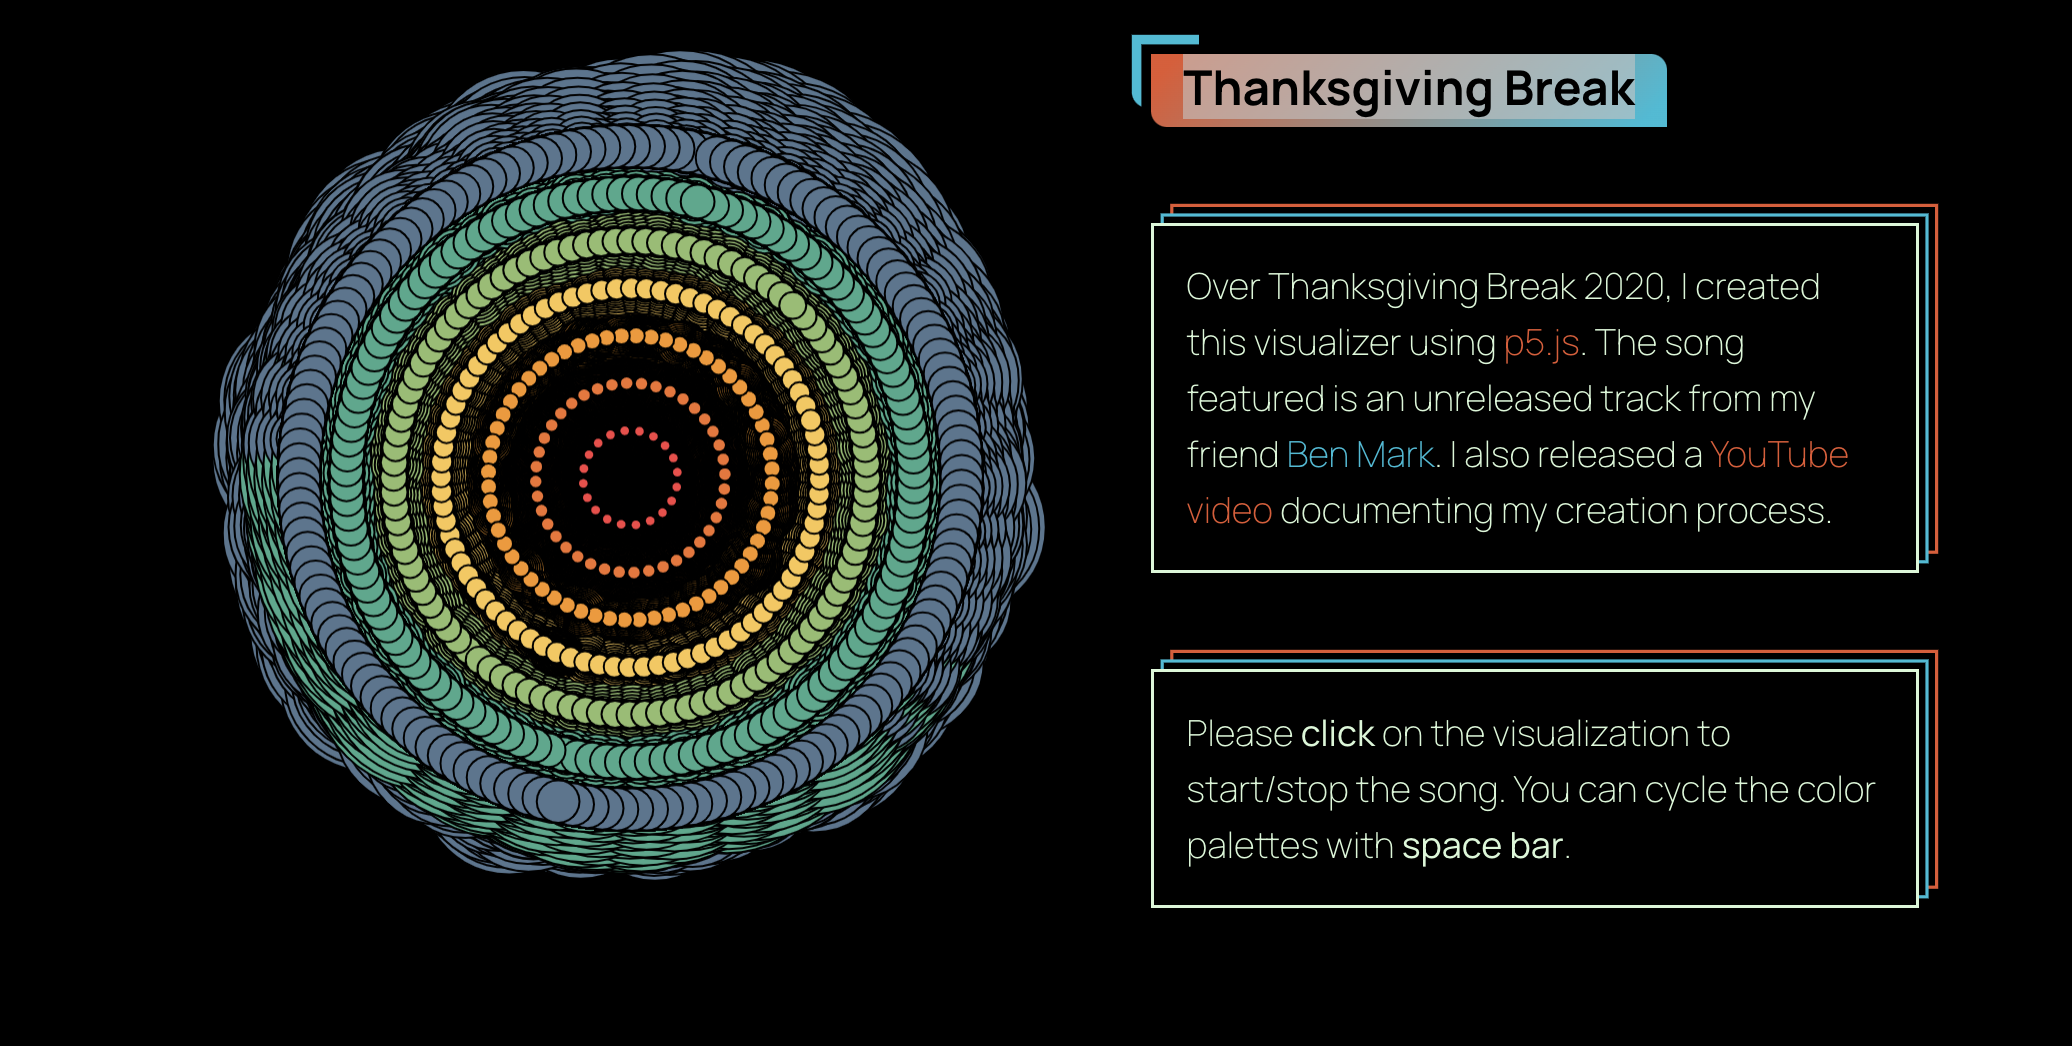 Thanksgiving Break
Over Thanksgiving Break 2020, I created
this visualizer using p5.js. The song
featured is an unreleased track from my
friend Ben Mark. I also released a YouTube
video documenting my creation process.
Please click on the visualization to
start/stop the song. You can cycle the color
palettes with space bar.